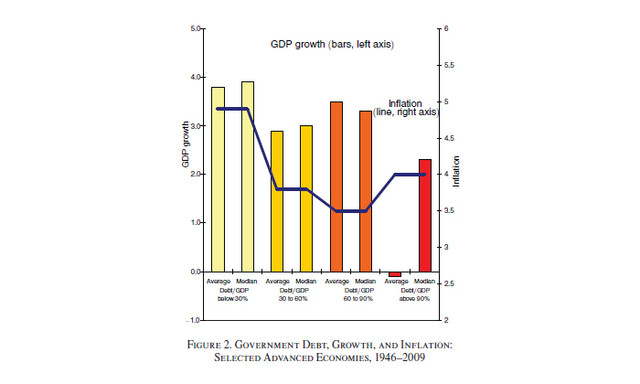 GDP growth (bars, left axis)
Inflation
(line, right axis)
GDP growth
5.0
4.0
3.0
2.0
1.0
0.0
-1.0
Inflation
6
5.5
5
4.5
4
3.5
3
2.5
2
Average Median Average Median Average Median Average Median
Debt/GDP Debt/GDP Debt/GDP Debt/GDP
below 30% 30 to 60% 60 to 90% above 90%
Figure 2. Government Debt, Growth, and Inflation:
Selected Advanced Economies, 1946–2009